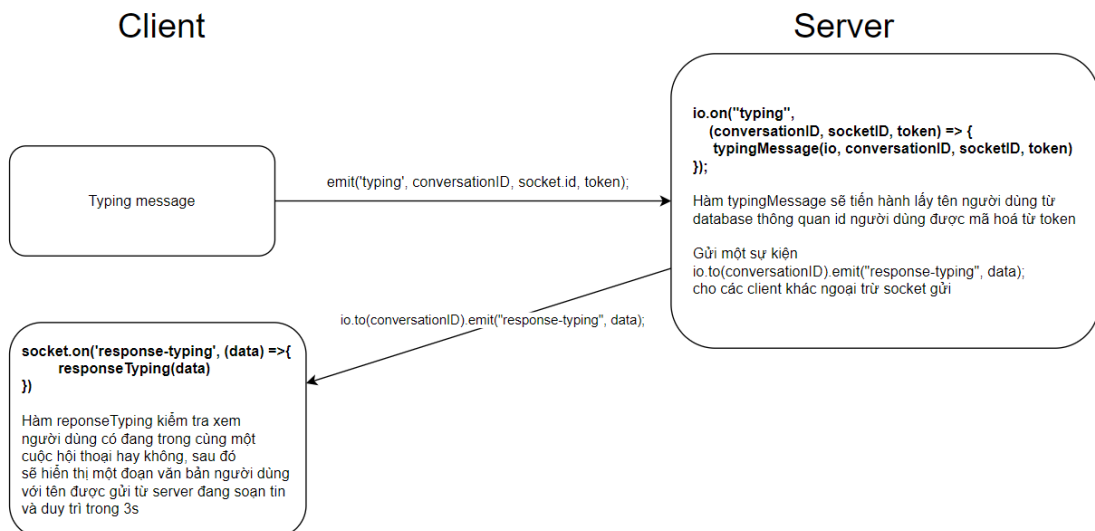 Client
Server
Typing message
emit('typing', conversationID, socket.id, token);
io.on("typing",
(conversationID, socketID, token) => {
typingMessage(io, conversationID, socketID, token)
});
Hàm typingMessage sẽ tiến hành lấy tên người dùng từ
database thông quan id người dùng được mã hoá từ token
Gửi một sự kiện
io.to(conversationID).emit("response-typing", data);
cho các client khác ngoại trừ socket gửi
io.to(conversationID).emit("response-typing", data);
socket.on('response-typing', (data) =>{
responseTyping(data)
})
Hàm reponseTyping kiểm tra xem
người dùng có đang trong cùng một
cuộc hội thoại hay không, sau đó
sẽ hiển thị một đoạn văn bản người dùng
với tên được gửi từ server đang soạn tin
và duy trì trong 3s